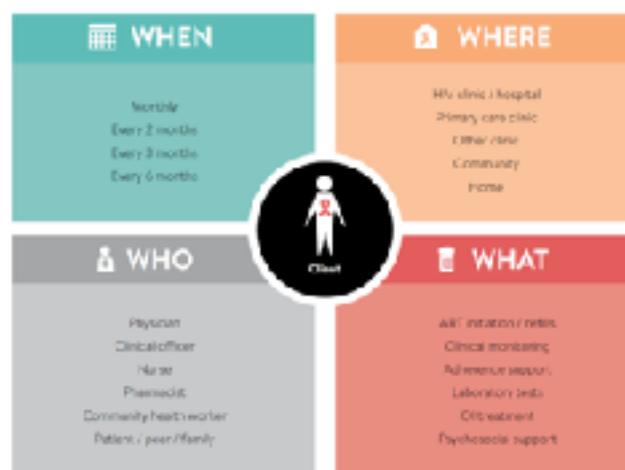 WHEN
Monthly
Every 2 months
Every 3 months
Every 6 months
WHERE
HIV clinic / hospital
Primary care clinic
Other clinic
Community
Home
Client
WHO
Physician
Clinical officer
Nurse
Pharmacist
Community health worker
Patient / peer / family
WHAT
ART initiation / refills
Clinical monitoring
Adherence support
Laboratory tests
OI treatment
Psychosocial support